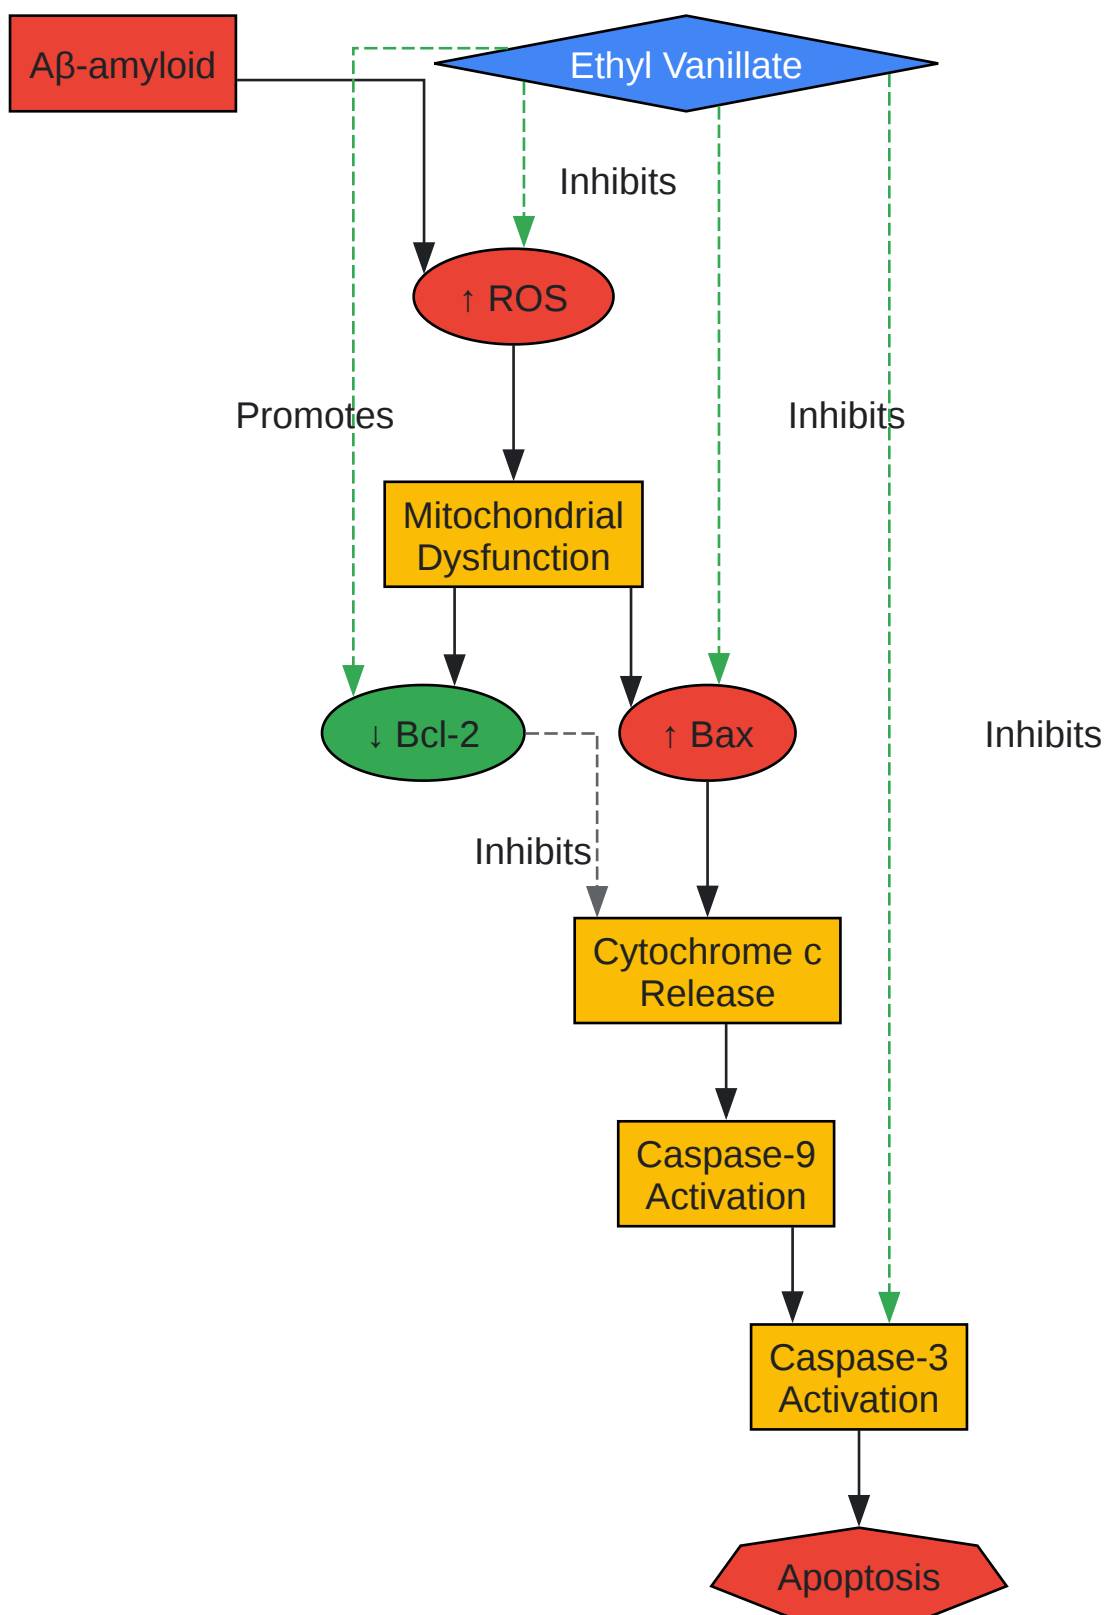 Aβ-amyloid
Ethyl Vanillate
Inhibits
↑ ROS
Promotes
Inhibits
Mitochondrial
Dysfunction
↓ Bcl-2
↑ Bax
Inhibits
Inhibits
Cytochrome c
Release
Caspase-9
Activation
Caspase-3
Activation
Apoptosis